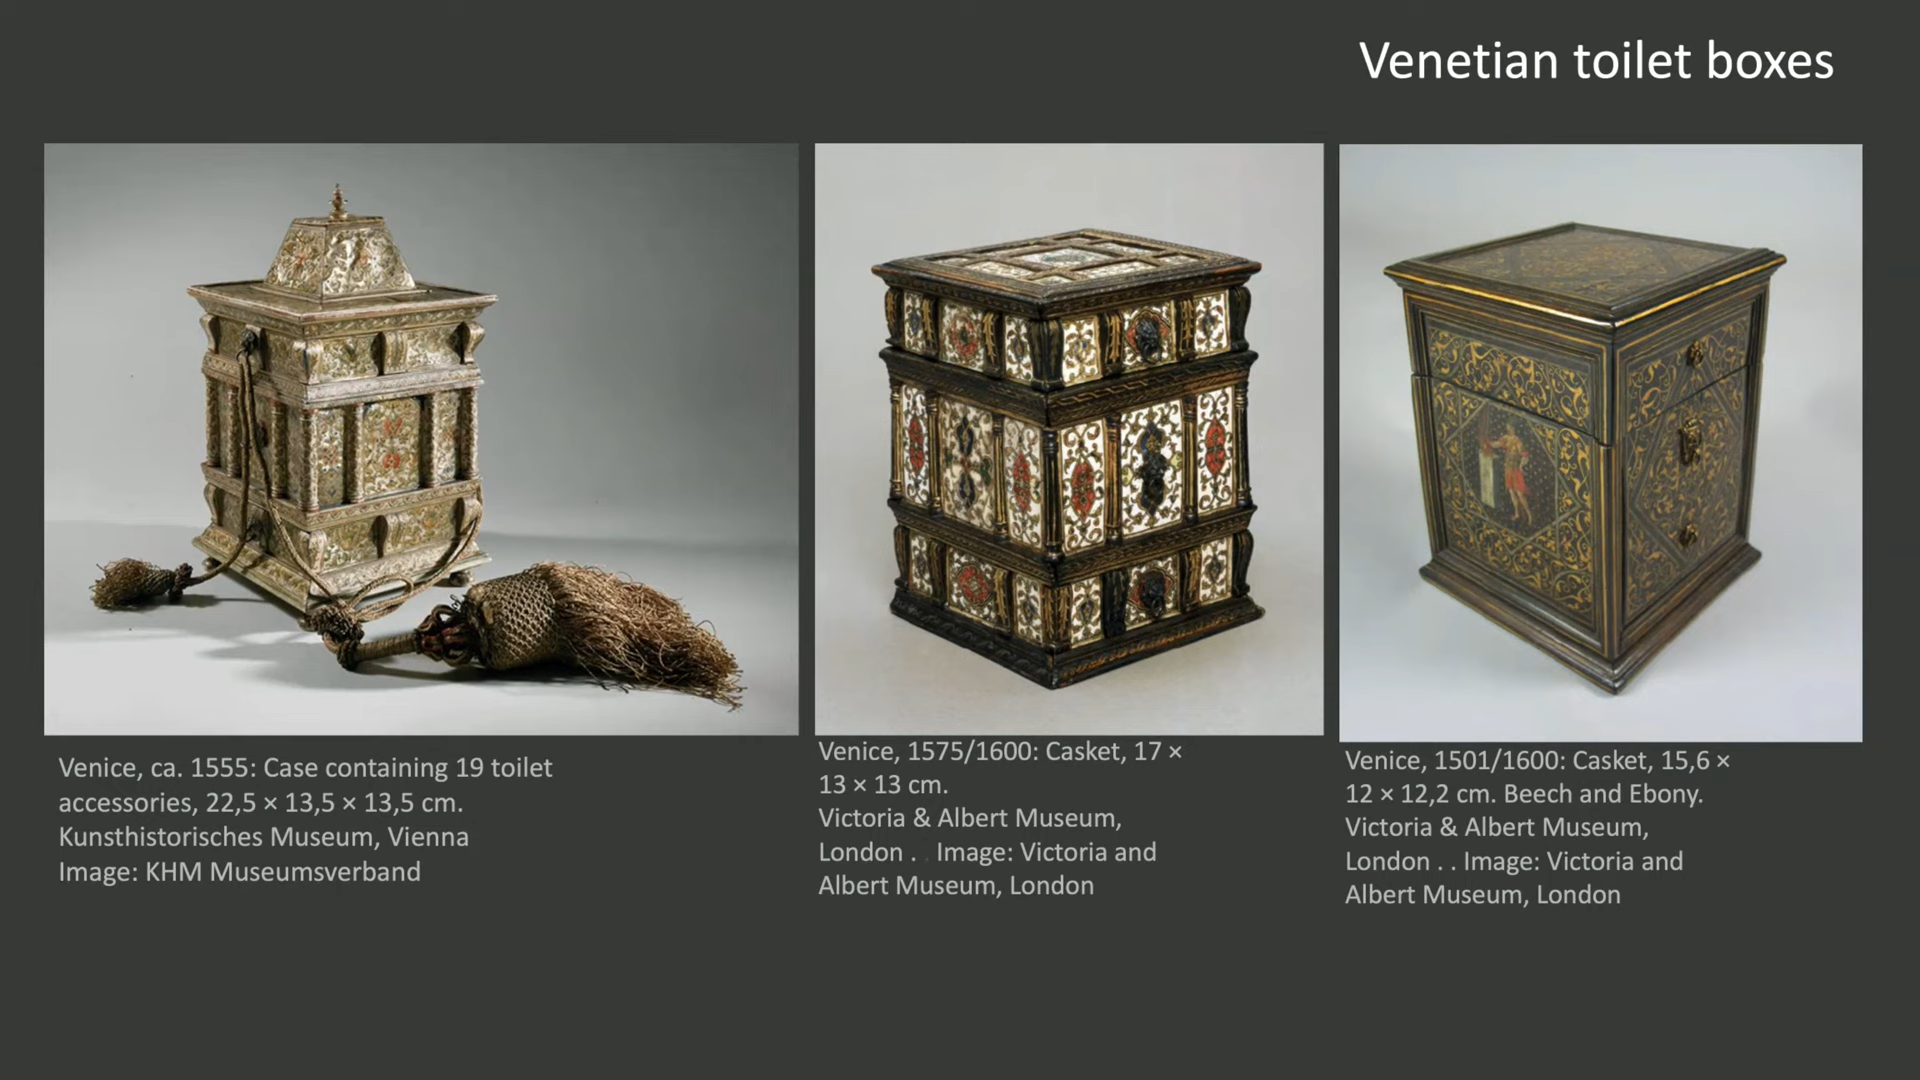 Venetian toilet boxes
Venice, ca. 1555: Case containing 19 toilet
accessories, 22,5 × 13,5 × 13,5 cm.
Kunsthistorisches Museum, Vienna
Image: KHM Museumsverband
Venice, 1575/1600: Casket, 17 ×
13 × 13 cm.
Victoria & Albert Museum,
London . . Image: Victoria and
Albert Museum, London
Venice, 1501/1600: Casket, 15,6 ×
12 × 12,2 cm. Beech and Ebony.
Victoria & Albert Museum,
London . . Image: Victoria and
Albert Museum, London